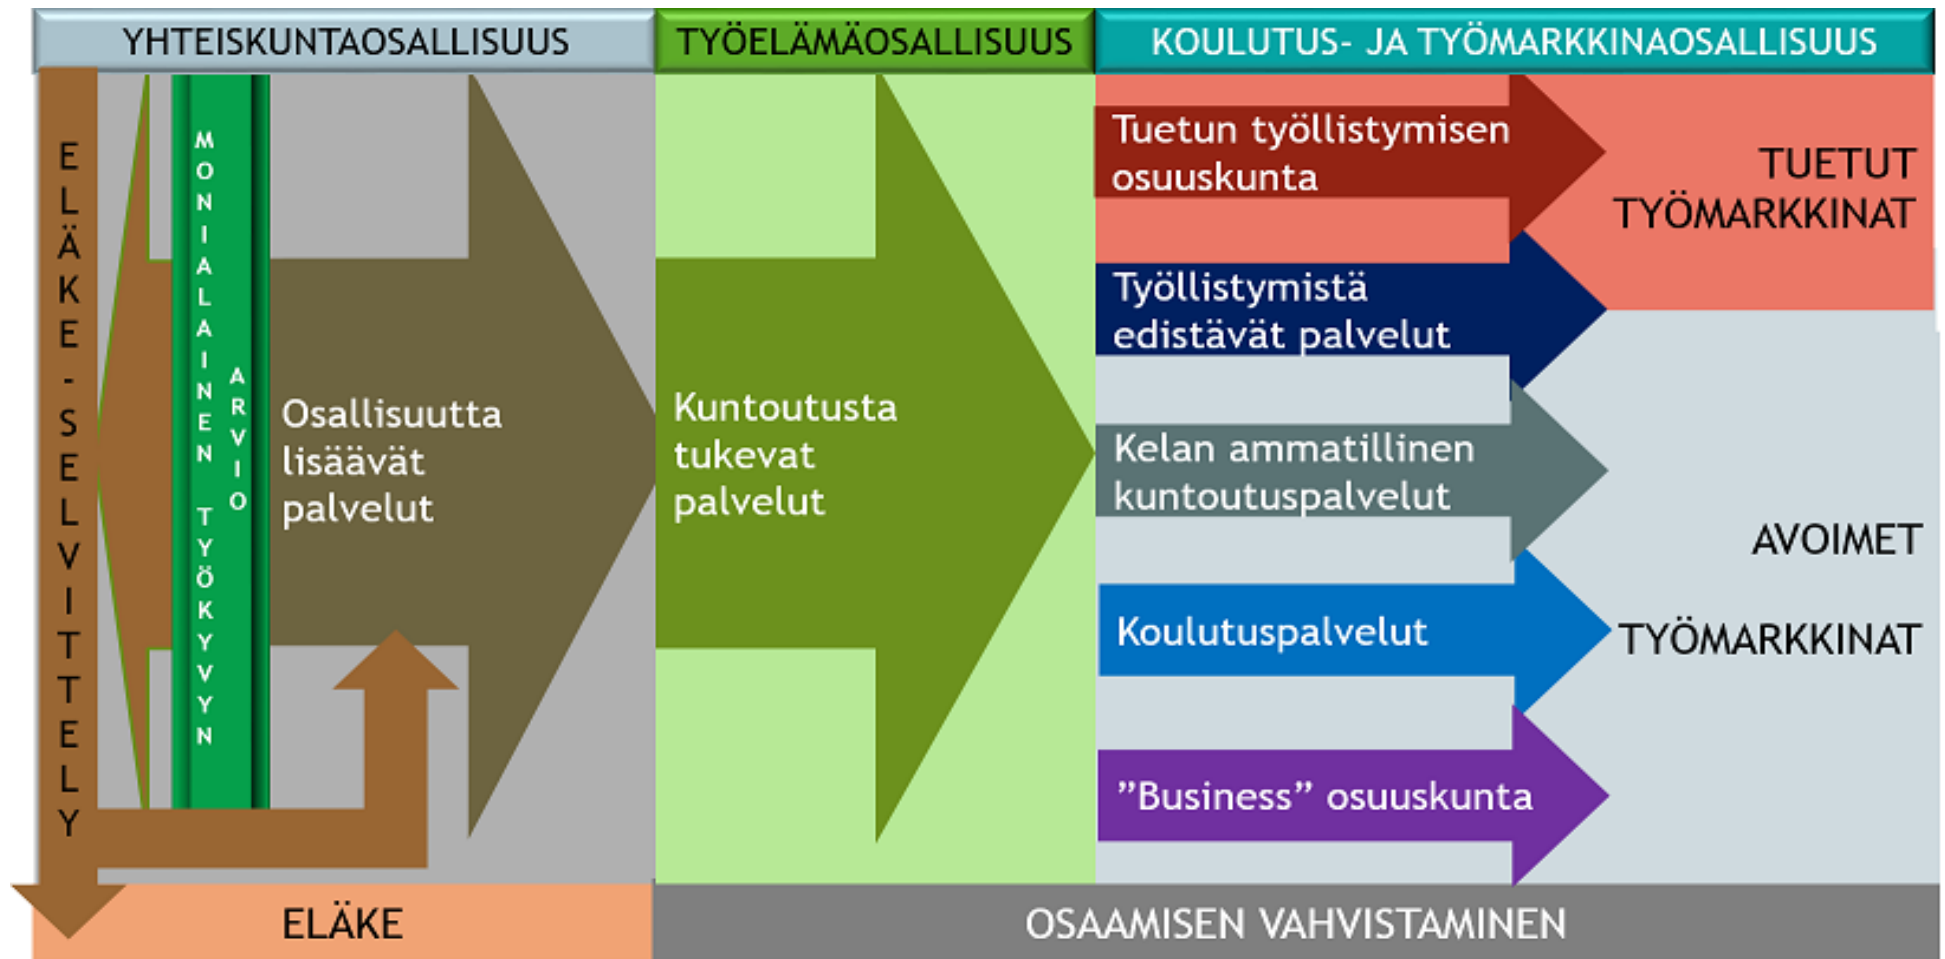 YHTEISKUNTAOSALLISUUS
TYÖELÄMÄOSALLISUUS
KOULUTUS- JA TYÖMARKKINAOSALLISUUS
ELÄKE-SELVITTELY
MONIALAINEN TYÖKYVYN
ARVIO
Osallisuutta
lisäävät
palvelut
Kuntoutusta
tukevat
palvelut
Tuetun työllistymisen
osuuskunta
Työllistymistä
edistävät palvelut
Kelan ammatillinen
kuntoutuspalvelut
Koulutuspalvelut
”Business” osuuskunta
TUETUT
TYÖMARKKINAT
AVOIMET
TYÖMARKKINAT
ELÄKE
OSAAMISEN VAHVISTAMINEN